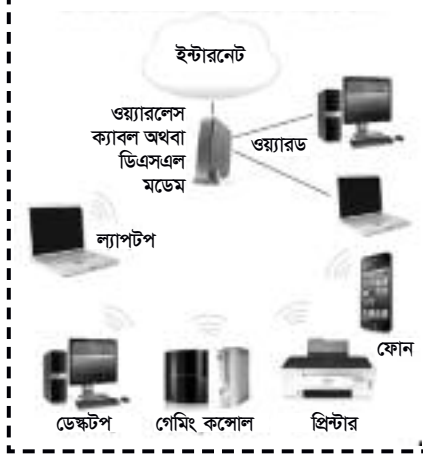 ইন্টারনেট
ওয়্যারলেস
ক্যাবল অথবা
ডিএসএল
মডেম
ওয়্যারড
ল্যাপটপ
ফোন
ডেস্কটপ
গেমিং কন্সোল
প্রিন্টার